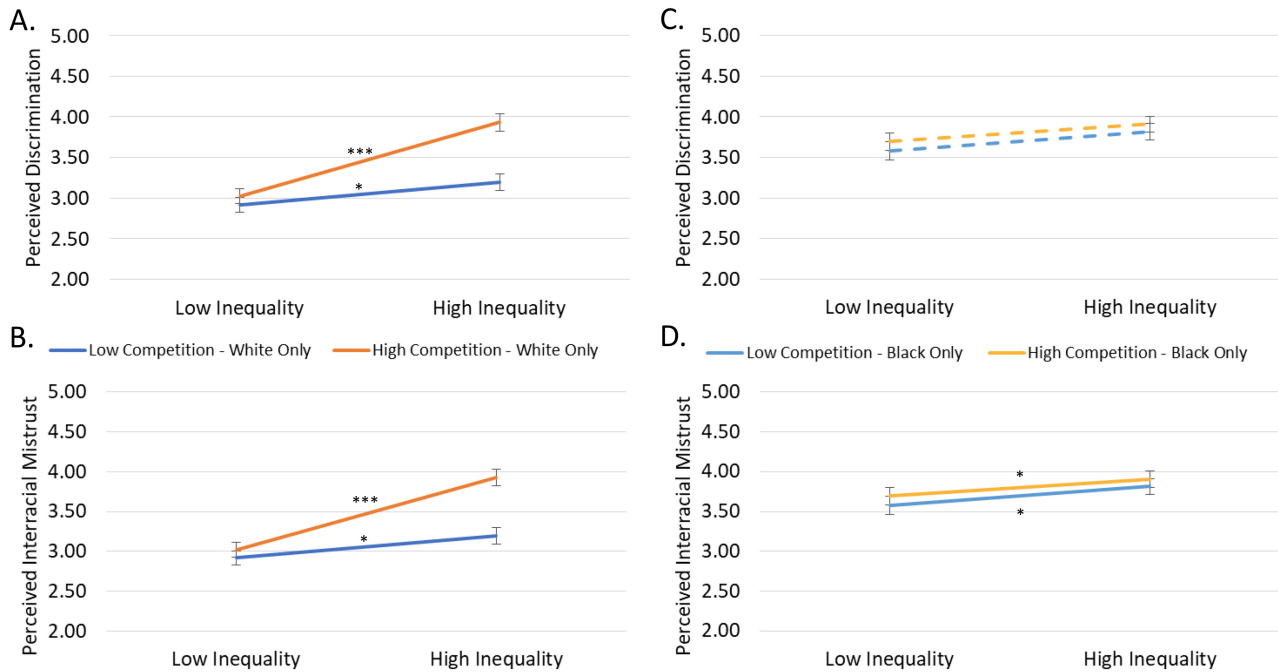 A.
Perceived Discrimination
5.00
4.50
4.00
3.50
3.00
2.50
2.00
***
*
Low Inequality
High Inequality
B.
Low Competition - White Only
High Competition - White Only
Perceived Interracial Mistrust
5.00
4.50
4.00
3.50
3.00
2.50
2.00
***
*
Low Inequality
High Inequality
C.
Perceived Discrimination
5.00
4.50
4.00
3.50
3.00
2.50
2.00
Low Inequality
High Inequality
D.
Low Competition - Black Only
High Competition - Black Only
Perceived Interracial Mistrust
5.00
4.50
4.00
3.50
3.00
2.50
2.00
*
*
Low Inequality
High Inequality